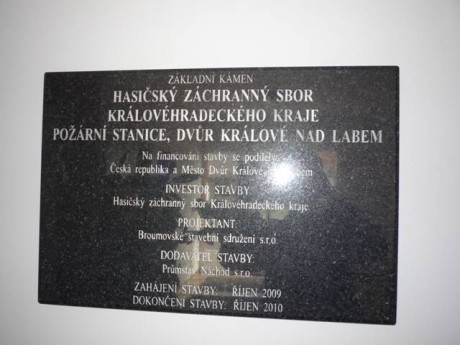 ZÁKLADNÍ KÁMEN
HASIČSKÝ ZÁCHRANNÝ SBOR
KRÁLOVÉHRADECKÉHO KRAJE
POŽÁRNÍ STANICE, DVŮR KRÁLOVÉ NAD LABEM
Na financování stavby se podílely:
Česká republika a Město Dvůr Králové
INVESTOR STAVBY:
Hasičský záchranný sbor Královéhradeckého kraje
PROJEKTANT:
Broumovské stavební sdružení s.r.o.
DODAVATEL STAVBY:
Průmstav Náchod s.r.o.
ZAHÁJENÍ STAVBY: ŘÍJEN 2009
DOKONČENÍ STAVBY: ŘÍJEN 2010